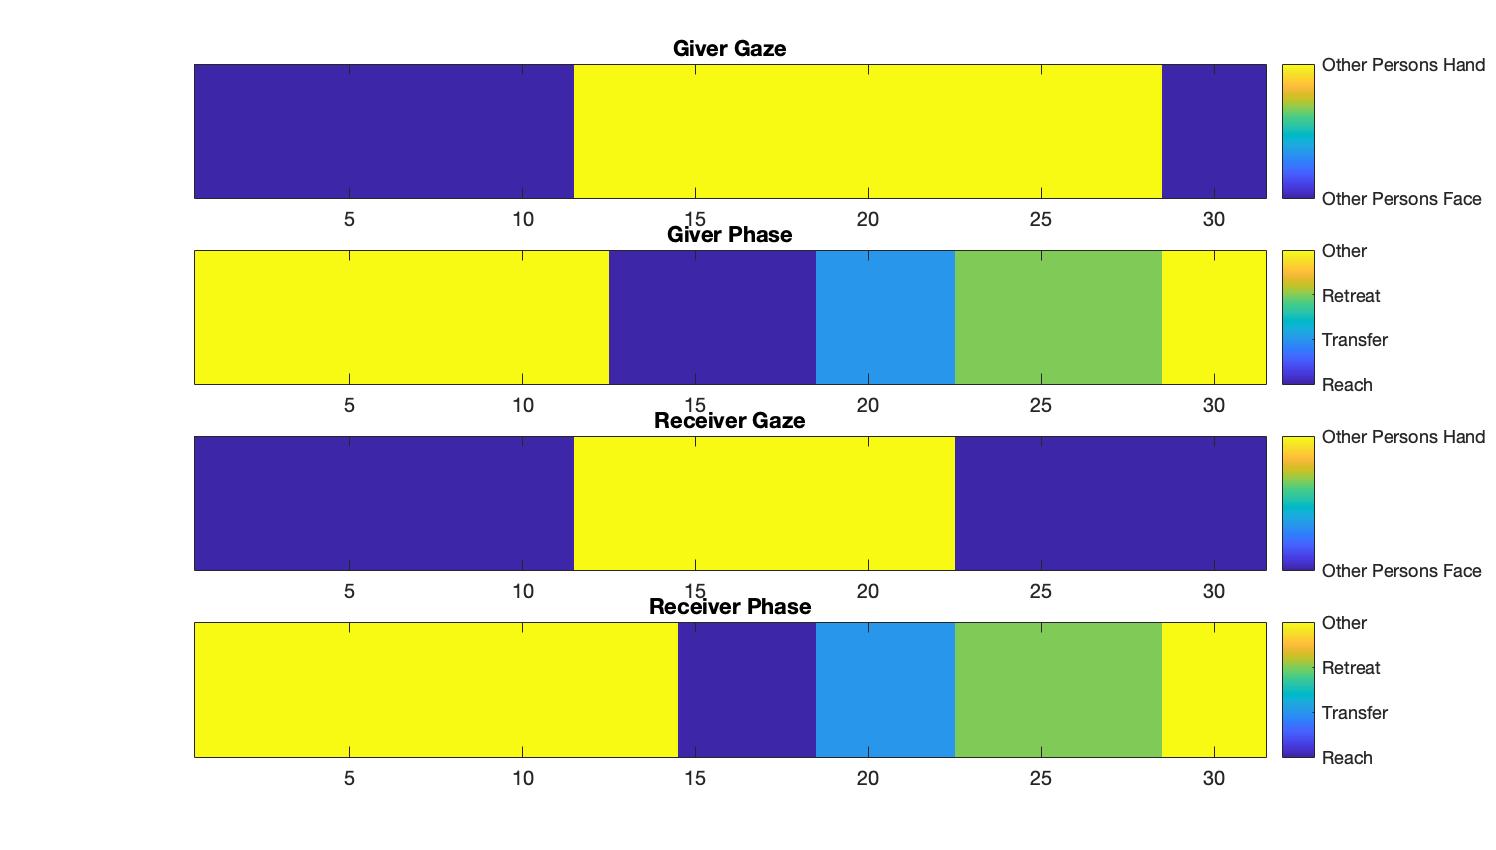 Giver Gaze
Other Persons Hand
Other Persons Face
5 10 15 20 25 30
Giver Phase
Other
Retreat
Transfer
Reach
5 10 15 20 25 30
Receiver Gaze
Other Persons Hand
Other Persons Face
5 10 15 20 25 30
Receiver Phase
Other
Retreat
Transfer
Reach
5 10 15 20 25 30